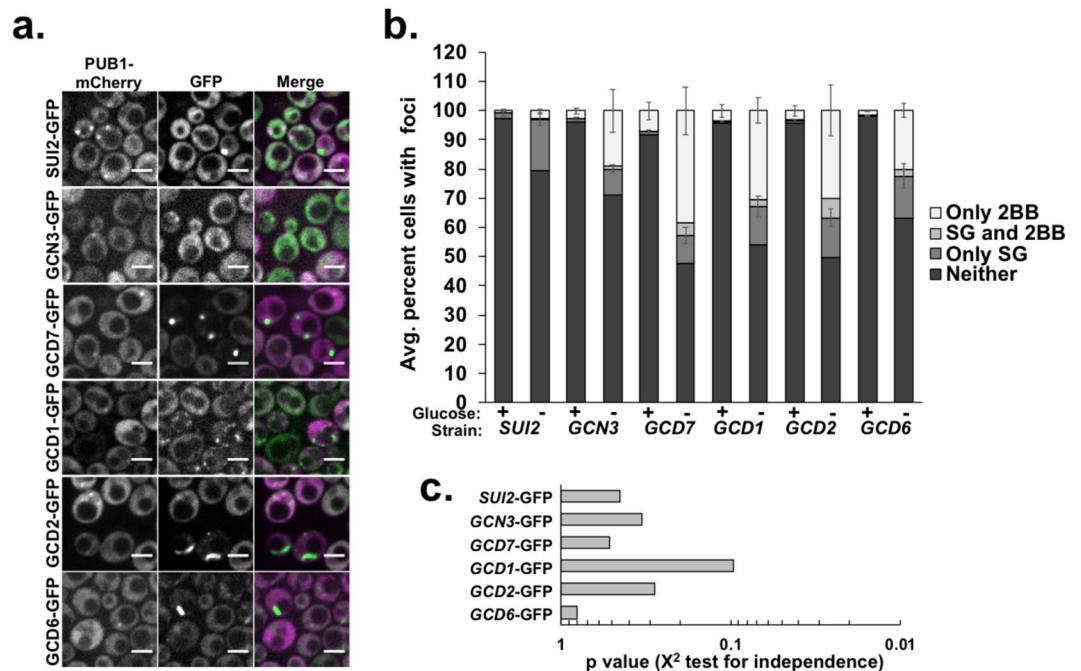 a.
PUB1-
mCherry
GFP
Merge
SUI2-GFP
GCN3-GFP
GCD7-GFP
GCD1-GFP
GCD2-GFP
GCD6-GFP
b.
Avg. percent cells with foci
120
110
100
90
80
70
60
50
40
30
20
10
0
Glucose: + - + - + - + - + - + -
Strain: SUI2 GCN3 GCD7 GCD1 GCD2 GCD6
Only 2BB
SG and 2BB
Only SG
Neither
c.
SUI2-GFP
GCN3-GFP
GCD7-GFP
GCD1-GFP
GCD2-GFP
GCD6-GFP
1 0.1 0.01
p value (X² test for independence)